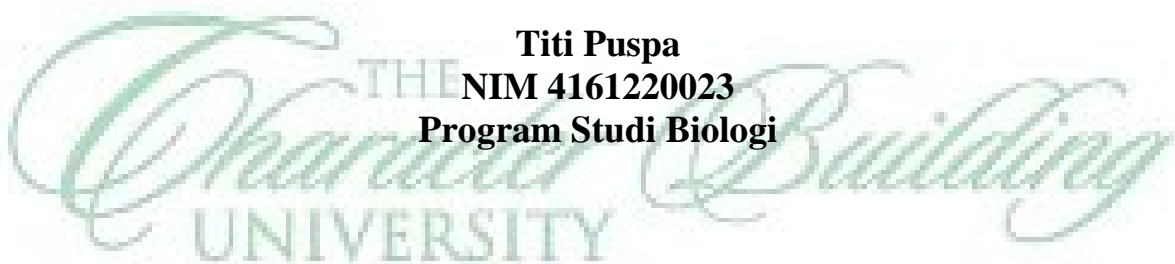 Titi Puspa
THE
NIM 4161220023
Program Studi Biologi
Character Building
UNIVERSITY